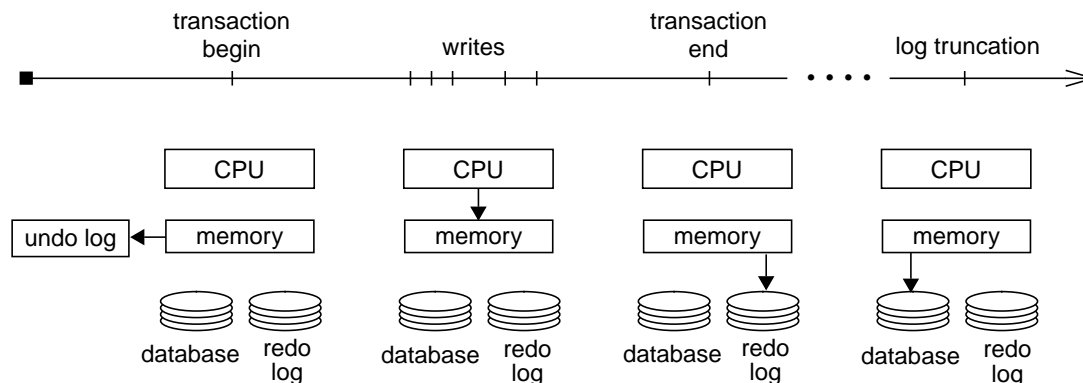 transaction
begin
writes
transaction
end
log truncation
CPU
CPU
CPU
CPU
undo log
memory
memory
memory
memory
database
redo
log
database
redo
log
database
redo
log
database
redo
log